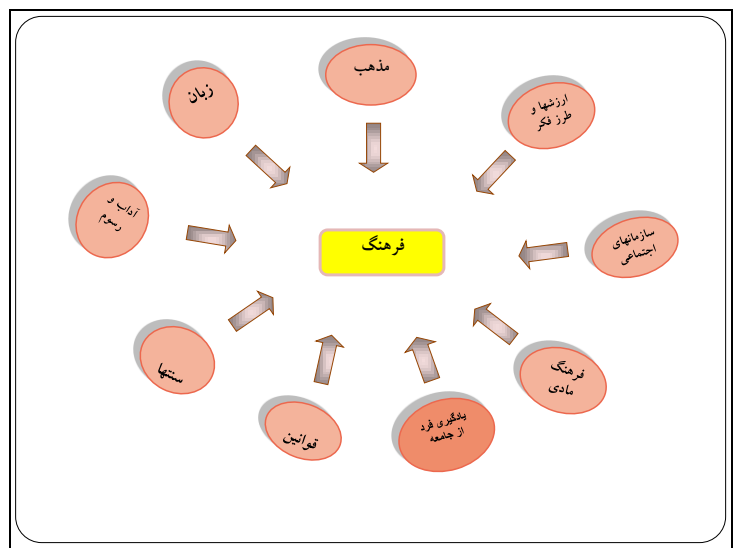 مذهب
ارزشها و
طرز فکر
سازمانهای
اجتماعی
فرهنگ
مادی
یادگیری فرد
از جامعه
قوانین
سنتها
آداب و
رسوم
زبان
فرهنگ